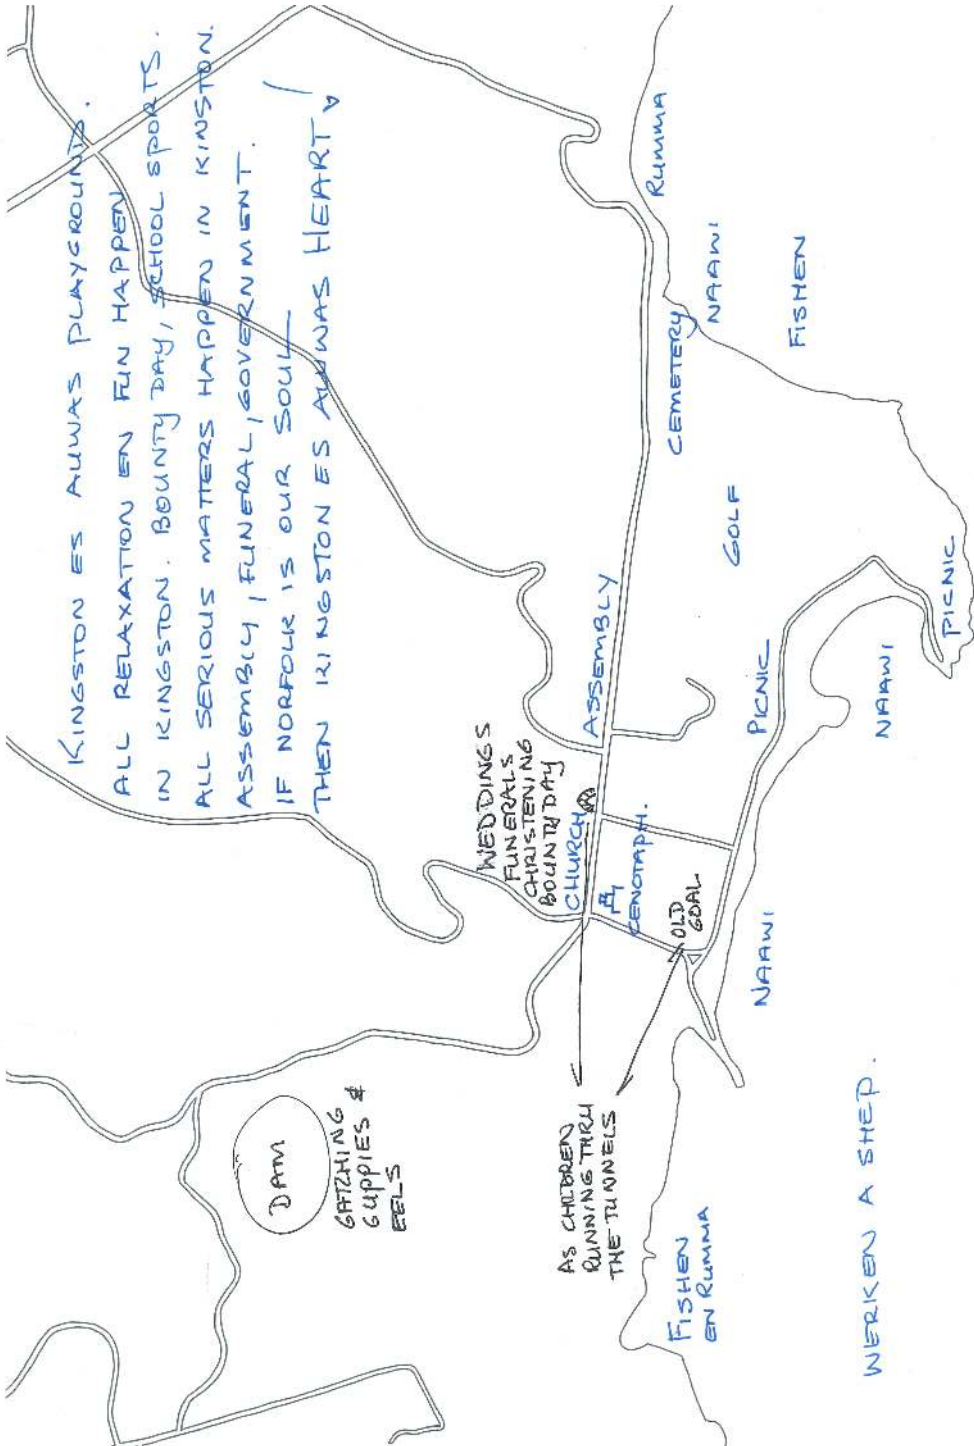 KINGSTON ES AUWAS PLAYGROUND.
ALL RELAXATION EN FUN HAPPEN
IN KINGSTON. BOUNTY DAY, SCHOOL SPORTS.
ALL SERIOUS MATTERS HAPPEN IN KINSTON.
ASSEMBLY, FUNERAL, GOVERNMENT.
IF NORFOLK IS OUR SOUL
THEN KINGSTON ES AUWAS HEART
DAM
CATCHING
GUPPIES &
EELS
WEDDINGS
FUNERALS
CHRISTENING
BOUNTY DAY
CHURCH
ASSEMBLY
CENOTAPH.
OLD
GOAL
AS CHILDREN
RUNNING THRU
THE TUNNELS
CEMETERY
RUMMA
NAAWI
FISHEN
GOLF
PICNIC
FISHEN
EN RUMMA
NAAWI
NAAWI
PICNIC
WERKEN A SHEP.